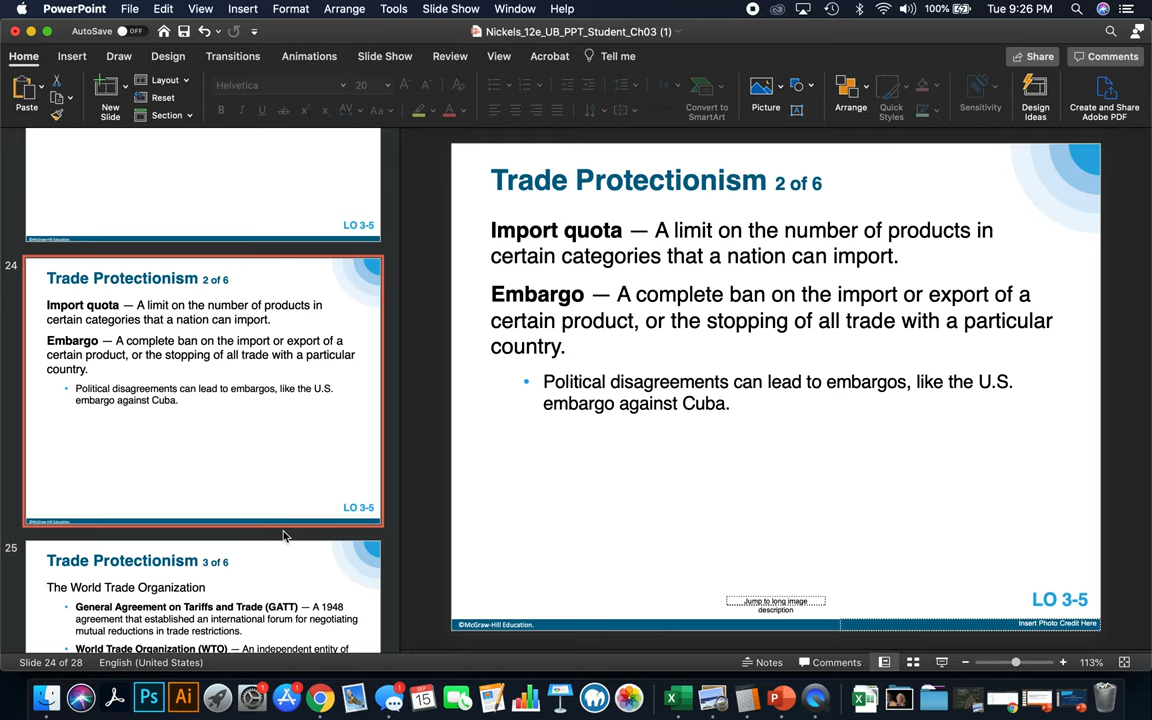 PowerPoint File Edit View Insert Format Arrange Tools Slide Show Window Help 100% Tue 9:26 PM
AutoSave OFF Nickels_12e_UB_PPT_Student_Ch03 (1)
Home Insert Draw Design Transitions Animations Slide Show Review View Acrobat Tell me Share Comments
Paste New Slide Layout Reset Section Helvetica 20 Convert to SmartArt Picture Arrange Quick Styles Sensitivity Design Ideas Create and Share Adobe PDF
LO 3-5
©McGraw-Hill Education.
24
Trade Protectionism 2 of 6
Import quota — A limit on the number of products in
certain categories that a nation can import.
Embargo — A complete ban on the import or export of a
certain product, or the stopping of all trade with a particular
country.
• Political disagreements can lead to embargos, like the U.S.
embargo against Cuba.
LO 3-5
©McGraw-Hill Education.
25
Trade Protectionism 3 of 6
The World Trade Organization
• General Agreement on Tariffs and Trade (GATT) — A 1948
agreement that established an international forum for negotiating
mutual reductions in trade restrictions.
• World Trade Organization (WTO) — An independent entity of
Trade Protectionism 2 of 6
Import quota — A limit on the number of products in
certain categories that a nation can import.
Embargo — A complete ban on the import or export of a
certain product, or the stopping of all trade with a particular
country.
• Political disagreements can lead to embargos, like the U.S.
embargo against Cuba.
Jump to long image
description
LO 3-5
©McGraw-Hill Education.
Insert Photo Credit Here
Slide 24 of 28 English (United States) Notes Comments 113%